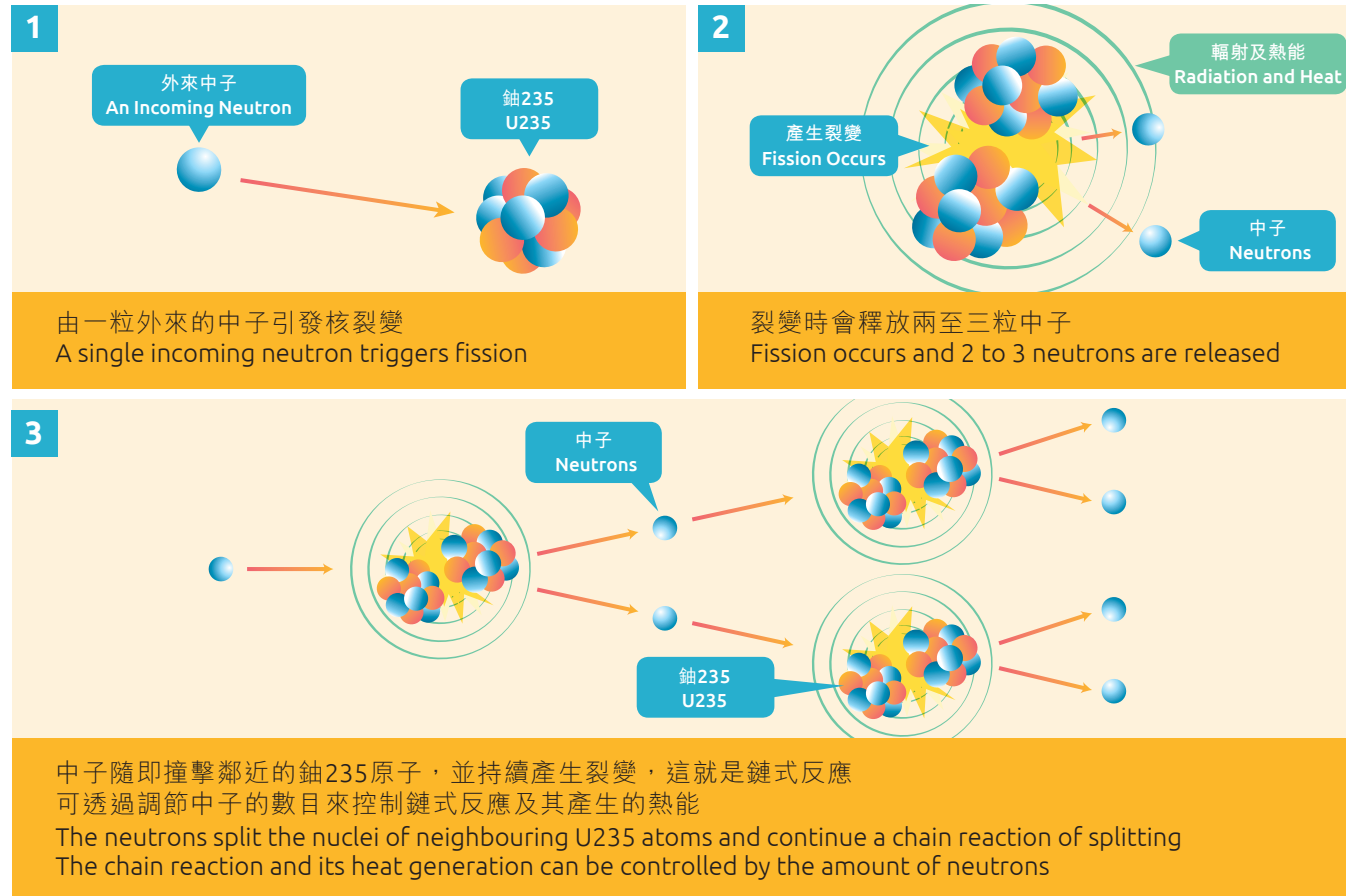 1
外來中子
An Incoming Neutron
鈾235
U235
由一粒外來的中子引發核裂變
A single incoming neutron triggers fission
2
輻射及熱能
Radiation and Heat
產生裂變
Fission Occurs
中子
Neutrons
裂變時會釋放兩至三粒中子
Fission occurs and 2 to 3 neutrons are released
3
中子
Neutrons
鈾235
U235
中子隨即撞擊鄰近的鈾235原子，並持續產生裂變，這就是鏈式反應
可透過調節中子的數目來控制鏈式反應及其產生的熱能
The neutrons split the nuclei of neighbouring U235 atoms and continue a chain reaction of splitting
The chain reaction and its heat generation can be controlled by the amount of neutrons